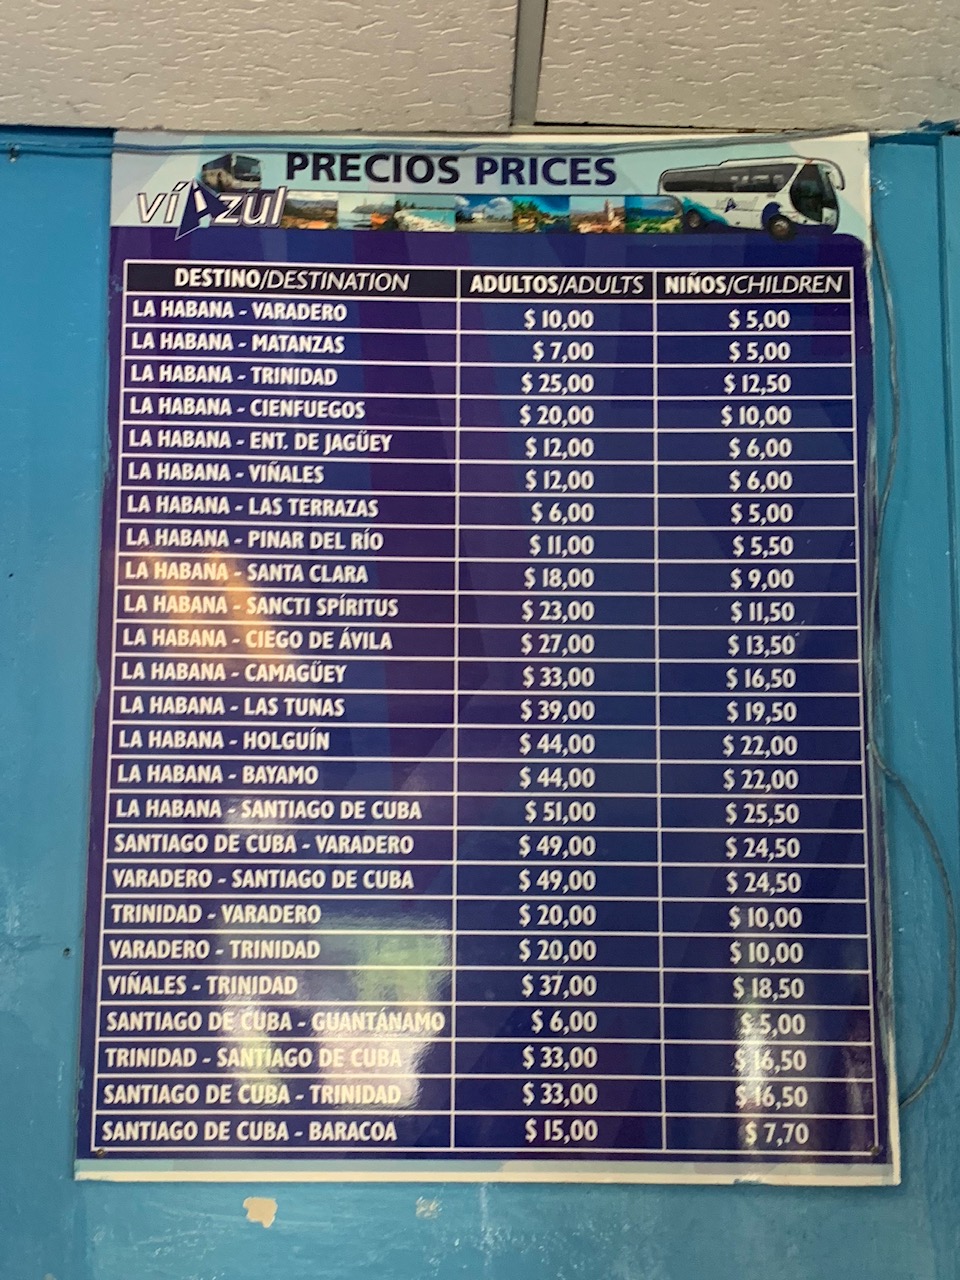 PRECIOS PRICES
víAzul
DESTINO/DESTINATION ADULTOS/ADULTS NIÑOS/CHILDREN
LA HABANA - VARADERO $ 10,00 $ 5,00
LA HABANA - MATANZAS $ 7,00 $ 5,00
LA HABANA - TRINIDAD $ 25,00 $ 12,50
LA HABANA - CIENFUEGOS $ 20,00 $ 10,00
LA HABANA - ENT. DE JAGÜEY $ 12,00 $ 6,00
LA HABANA - VIÑALES $ 12,00 $ 6,00
LA HABANA - LAS TERRAZAS $ 6,00 $ 5,00
LA HABANA - PINAR DEL RÍO $ 11,00 $ 5,50
LA HABANA - SANTA CLARA $ 18,00 $ 9,00
LA HABANA - SANCTI SPÍRITUS $ 23,00 $ 11,50
LA HABANA - CIEGO DE ÁVILA $ 27,00 $ 13,50
LA HABANA - CAMAGÜEY $ 33,00 $ 16,50
LA HABANA - LAS TUNAS $ 39,00 $ 19,50
LA HABANA - HOLGUÍN $ 44,00 $ 22,00
LA HABANA - BAYAMO $ 44,00 $ 22,00
LA HABANA - SANTIAGO DE CUBA $ 51,00 $ 25,50
SANTIAGO DE CUBA - VARADERO $ 49,00 $ 24,50
VARADERO - SANTIAGO DE CUBA $ 49,00 $ 24,50
TRINIDAD - VARADERO $ 20,00 $ 10,00
VARADERO - TRINIDAD $ 20,00 $ 10,00
VIÑALES - TRINIDAD $ 37,00 $ 18,50
SANTIAGO DE CUBA - GUANTÁNAMO $ 6,00 $ 5,00
TRINIDAD - SANTIAGO DE CUBA $ 33,00 $ 16,50
SANTIAGO DE CUBA - TRINIDAD $ 33,00 $ 16,50
SANTIAGO DE CUBA - BARACOA $ 15,00 $ 7,70